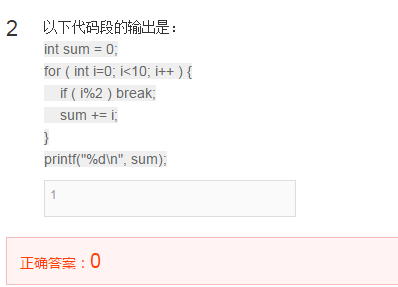 2 以下代码段的输出是：
int sum = 0;
for ( int i=0; i<10; i++ ) {
    if ( i%2 ) break;
    sum += i;
}
printf("%d\n", sum);
1
正确答案：0